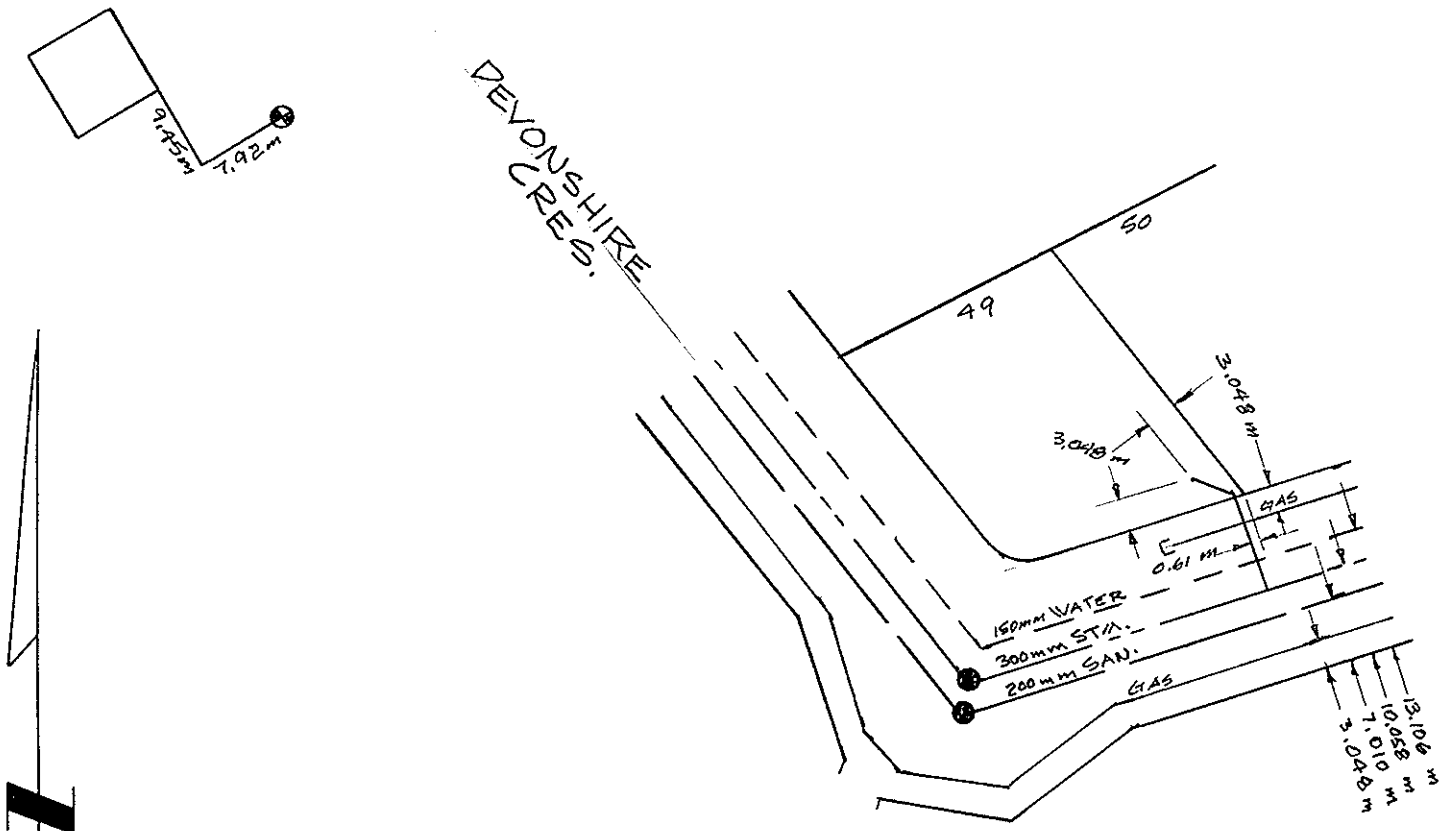 9.45m
7.92m
DEVONSHIRE
CRES.
50
49
3.048 m
3.048 m
GAS
0.61 m
150mm WATER
300mm STM.
200mm SAN.
GAS
13.106 m
10.058 m
7.010 m
3.048 m